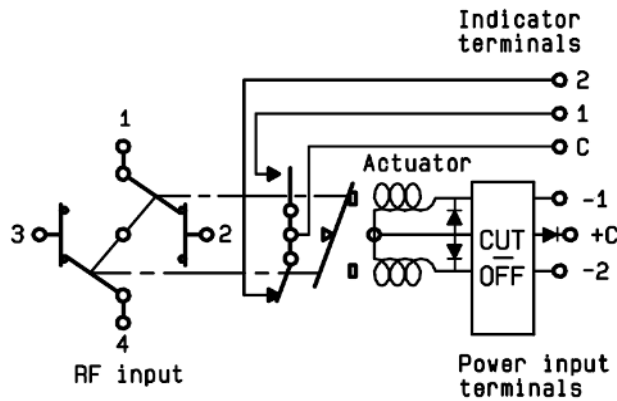 Indicator
terminals
2
1
C
1
Actuator
-1
3
2
CUT
+C
OFF
-2
4
RF input
Power input
terminals